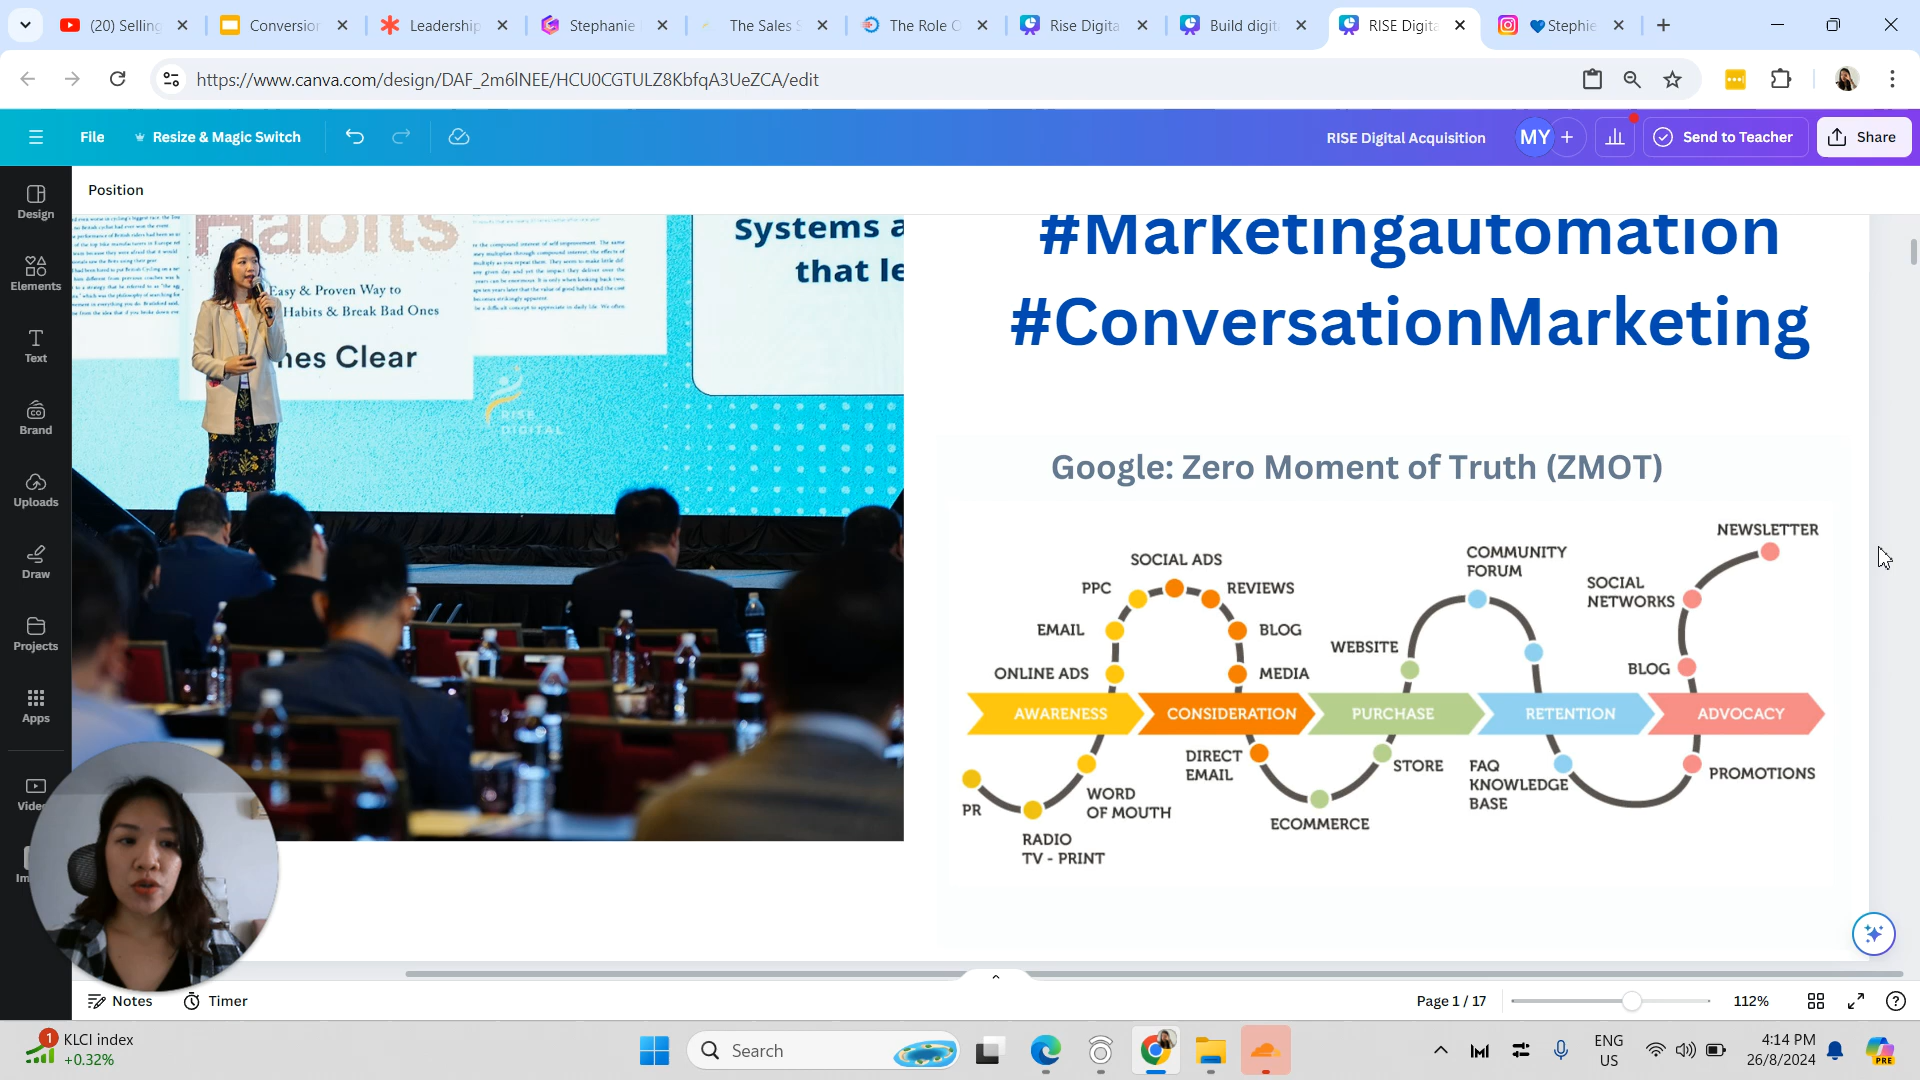 (20) Selling
Conversion
Leadership
Stephanie
The Sales S
The Role O
Rise Digita
Build digit
RISE Digita
Stephie
https://www.canva.com/design/DAF_2m6lNEE/HCU0CGTULZ8KbfqA3UeZCA/edit
File
Resize & Magic Switch
RISE Digital Acquisition
MY
Send to Teacher
Share
Position
Design
Elements
Text
Brand
Uploads
Draw
Projects
Apps
Habits
Easy & Proven Way to
Habits & Break Bad Ones
nes Clear
RISE
DIGITAL
Systems a
that le
#Marketingautomation
#ConversationMarketing
Google: Zero Moment of Truth (ZMOT)
NEWSLETTER
SOCIAL ADS
COMMUNITY
FORUM
PPC
REVIEWS
SOCIAL
NETWORKS
EMAIL
BLOG
WEBSITE
ONLINE ADS
MEDIA
BLOG
AWARENESS
CONSIDERATION
PURCHASE
RETENTION
ADVOCACY
DIRECT
EMAIL
STORE
FAQ
KNOWLEDGE
BASE
PROMOTIONS
PR
WORD
OF MOUTH
ECOMMERCE
RADIO
TV - PRINT
Notes
Timer
Page 1 / 17
112%
1
KLCI index
+0.32%
Search
ENG
US
4:14 PM
26/8/2024
PRE